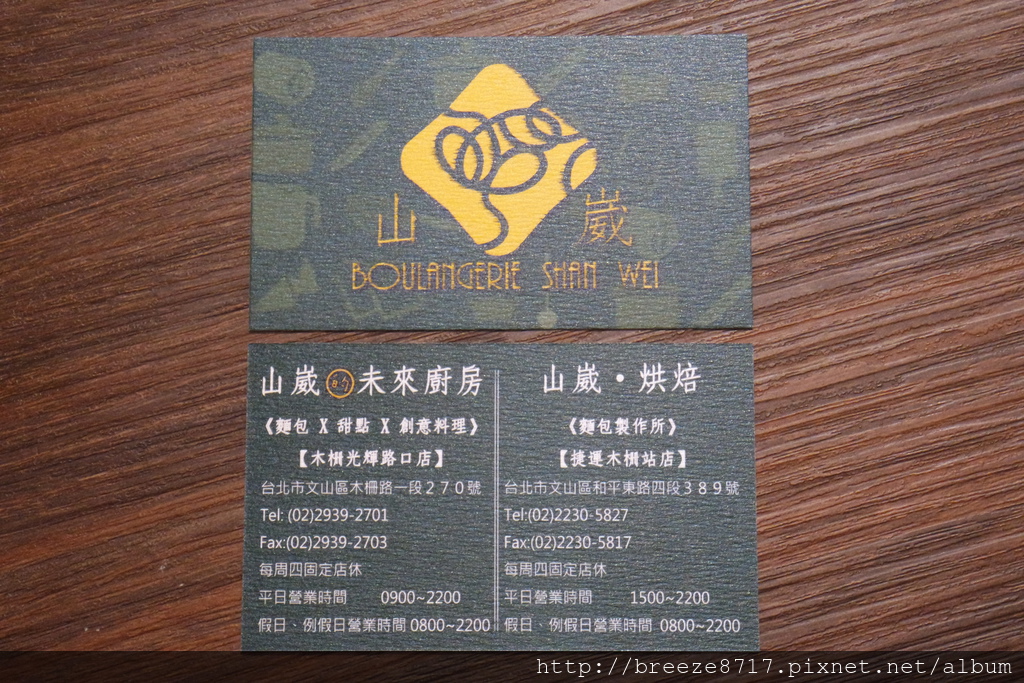 山 崴
BOULANGERIE SHAN WEI
山崴的未來廚房
《麵包 X 甜點 X 創意料理》
【木柵光輝路口店】
台北市文山區木柵路一段２７０號
Tel: (02)2939-2701
Fax:(02)2939-2703
每周四固定店休
平日營業時間 0900~2200
假日、例假日營業時間 0800~2200
山崴・烘焙
《麵包製作所》
【捷運木柵站店】
台北市文山區和平東路四段３８９號
Tel:(02)2230-5827
Fax:(02)2230-5817
每周四固定店休
平日營業時間 1500~2200
假日、例假日營業時間 0800~2200
http://breeze8717.pixnet.net/album